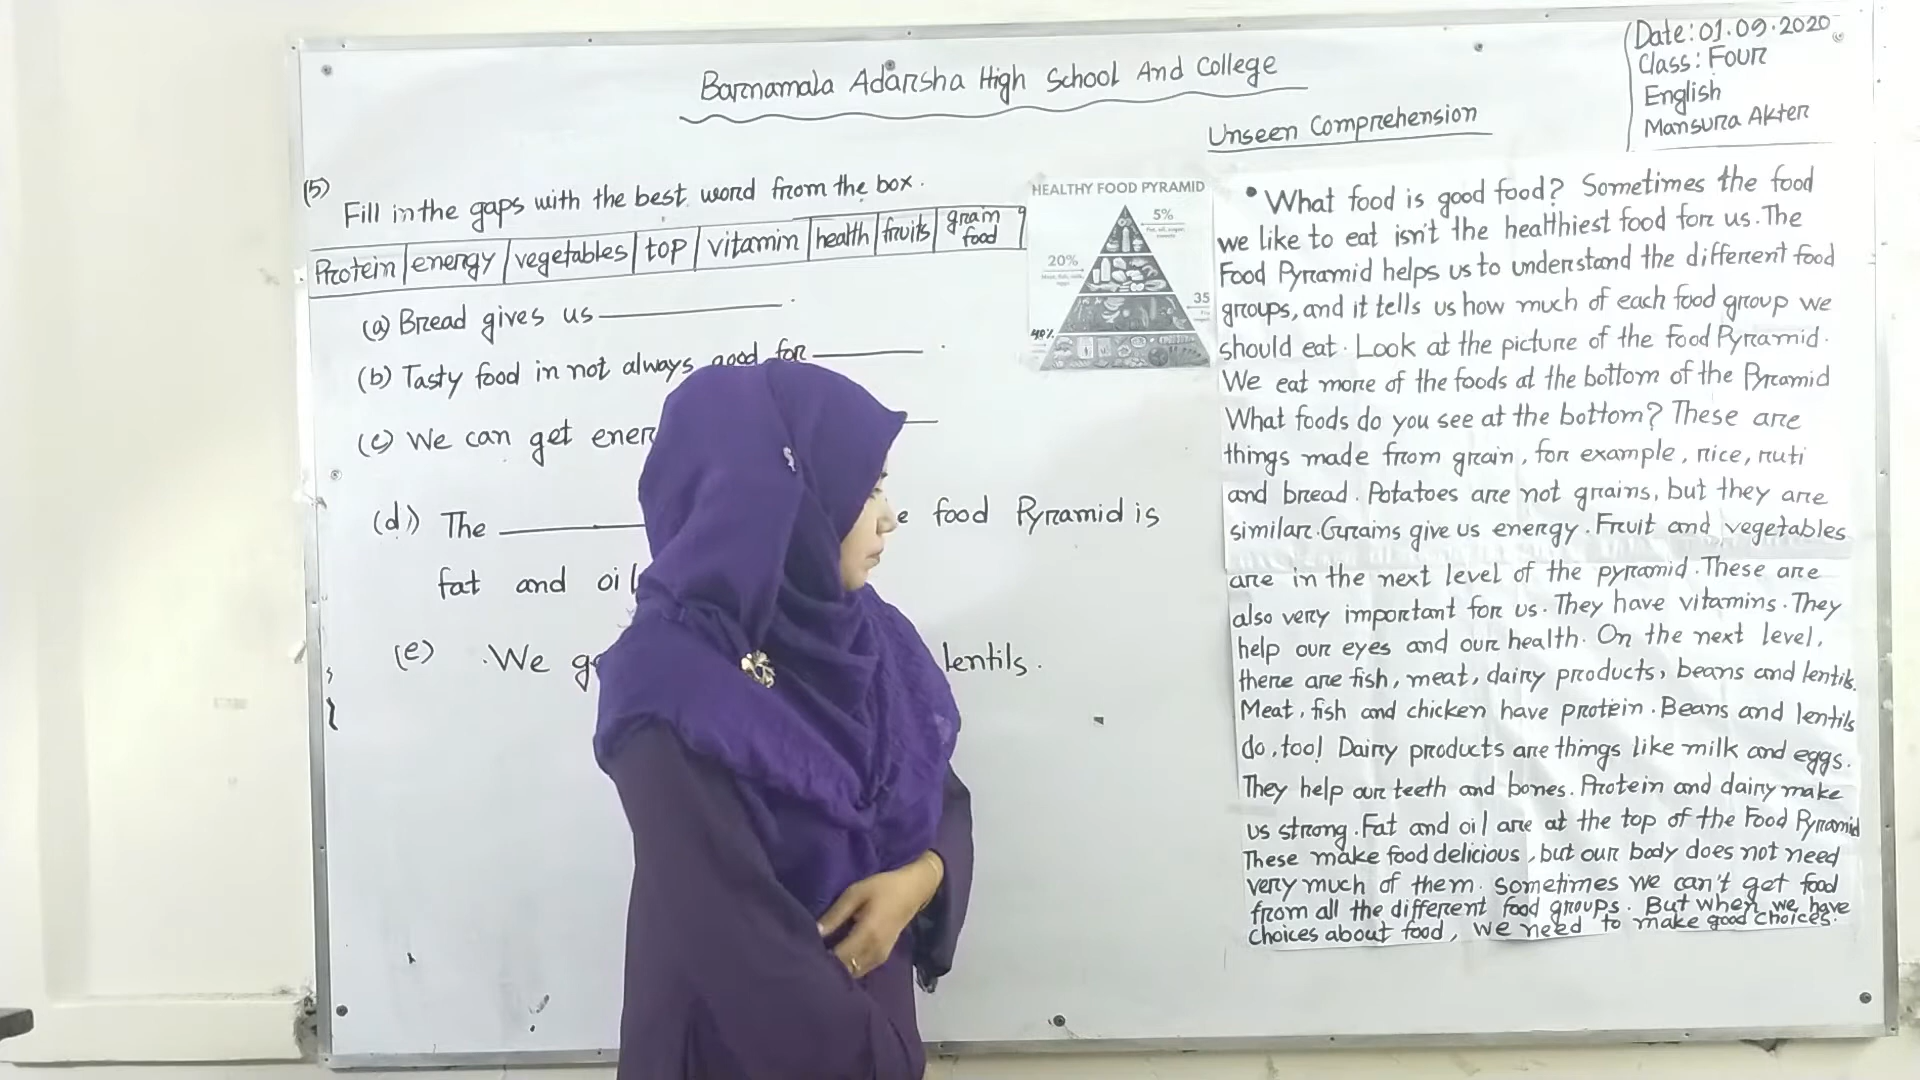 Barnamala Adarsha High School And College
Date: 01.09.2020
Class: Four
English
Mansura Akter
Unseen Comprehension
(5)
Fill in the gaps with the best word from the box.
Protein energy vegetables top vitamin health fruits grain food
(a) Bread gives us ________.
(b) Tasty food in not always good for ________.
(c) We can get
(d) The ________ food Pyramid is
fat and oil
(e) We lentils.
HEALTHY FOOD PYRAMID
5%
20%
35
40%
• What food is good food? Sometimes the food
we like to eat isn't the healthiest food for us. The
Food Pyramid helps us to understand the different food
groups, and it tells us how much of each food group we
should eat. Look at the picture of the Food Pyramid.
We eat more of the foods at the bottom of the Pyramid
What foods do you see at the bottom? These are
things made from grain, for example, rice, ruti
and bread. Potatoes are not grains, but they are
similar. Grains give us energy. Fruit and vegetables
are in the next level of the pyramid. These are
also very important for us. They have vitamins. They
help our eyes and our health. On the next level,
there are fish, meat, dairy products, beans and lentils.
Meat, fish and chicken have protein. Beans and lentils
do, too! Dairy products are things like milk and eggs.
They help our teeth and bones. Protein and dairy make
us strong. Fat and oil are at the top of the Food Pyramid
These make food delicious, but our body does not need
very much of them. Sometimes we can't get food
from all the different food groups. But when we have
choices about food, we need to make good choices.